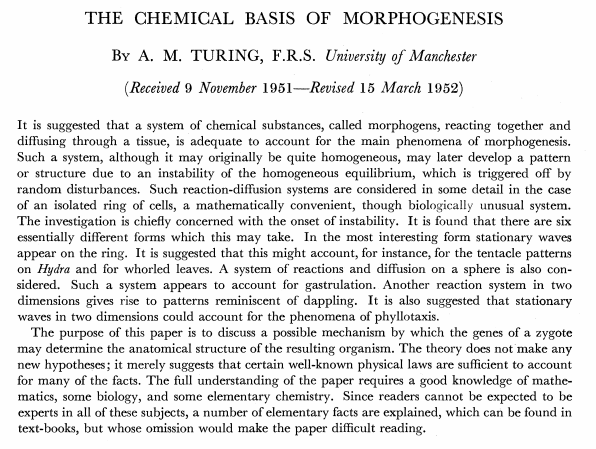 THE CHEMICAL BASIS OF MORPHOGENESIS
By A. M. TURING, F.R.S. University of Manchester
(Received 9 November 1951—Revised 15 March 1952)
It is suggested that a system of chemical substances, called morphogens, reacting together and
diffusing through a tissue, is adequate to account for the main phenomena of morphogenesis.
Such a system, although it may originally be quite homogeneous, may later develop a pattern
or structure due to an instability of the homogeneous equilibrium, which is triggered off by
random disturbances. Such reaction-diffusion systems are considered in some detail in the case
of an isolated ring of cells, a mathematically convenient, though biologically unusual system.
The investigation is chiefly concerned with the onset of instability. It is found that there are six
essentially different forms which this may take. In the most interesting form stationary waves
appear on the ring. It is suggested that this might account, for instance, for the tentacle patterns
on Hydra and for whorled leaves. A system of reactions and diffusion on a sphere is also con-
sidered. Such a system appears to account for gastrulation. Another reaction system in two
dimensions gives rise to patterns reminiscent of dappling. It is also suggested that stationary
waves in two dimensions could account for the phenomena of phyllotaxis.
The purpose of this paper is to discuss a possible mechanism by which the genes of a zygote
may determine the anatomical structure of the resulting organism. The theory does not make any
new hypotheses; it merely suggests that certain well-known physical laws are sufficient to account
for many of the facts. The full understanding of the paper requires a good knowledge of mathe-
matics, some biology, and some elementary chemistry. Since readers cannot be expected to be
experts in all of these subjects, a number of elementary facts are explained, which can be found in
text-books, but whose omission would make the paper difficult reading.